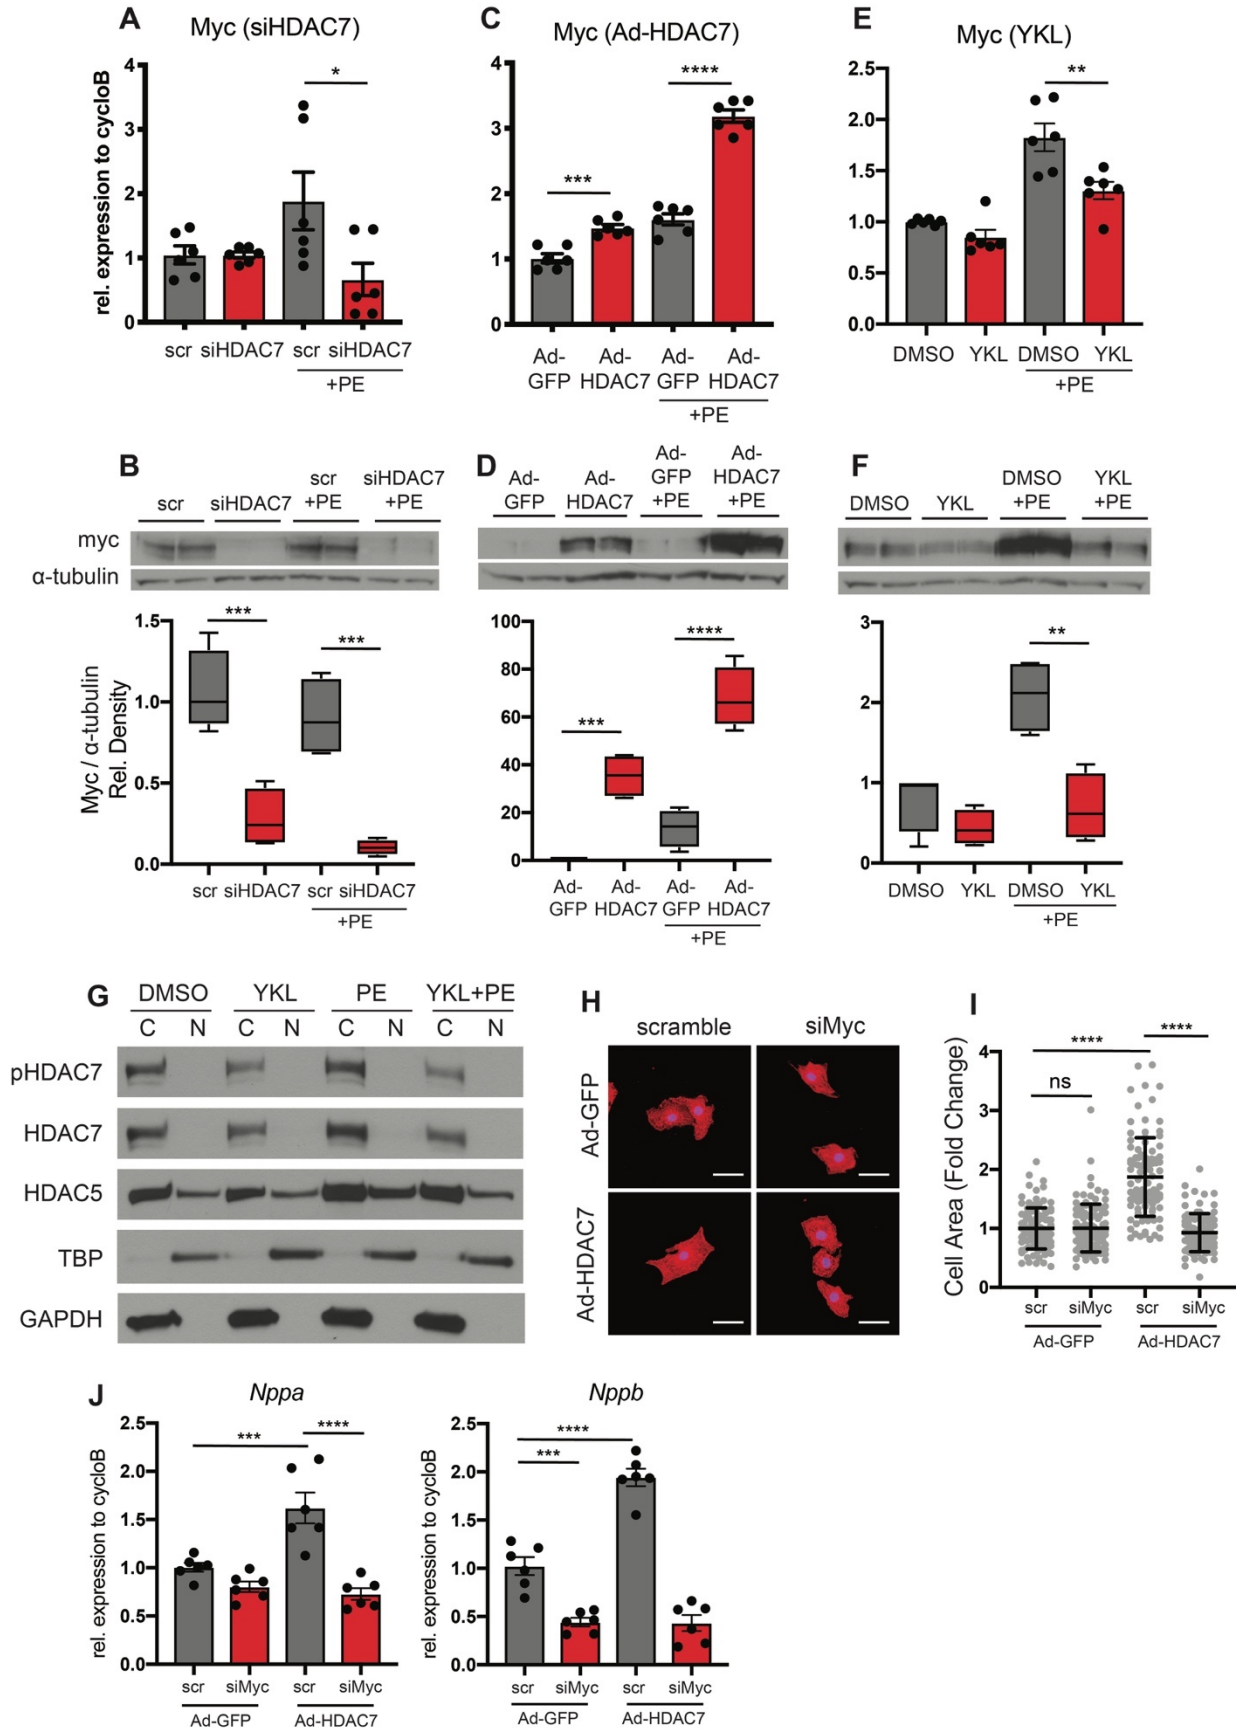 A
Myc (siHDAC7)
rel. expression to cycloB
5
4
3
2
1
0
*
scr siHDAC7 scr siHDAC7
+PE
C
Myc (Ad-HDAC7)
4
3
2
1
0
***
****
Ad-GFP Ad-HDAC7 Ad-GFP Ad-HDAC7
+PE
E
Myc (YKL)
2.5
2.0
1.5
1.0
0.5
0.0
**
DMSO YKL DMSO YKL
+PE
B
scr siHDAC7 scr +PE siHDAC7 +PE
myc
α-tubulin
Myc / α-tubulin
Rel. Density
1.5
1.0
0.5
0.0
***
***
scr siHDAC7 scr siHDAC7
+PE
D
Ad-GFP Ad-HDAC7 Ad-GFP +PE Ad-HDAC7 +PE
100
80
60
40
20
0
***
****
Ad-GFP Ad-HDAC7 Ad-GFP Ad-HDAC7
+PE
F
DMSO YKL DMSO +PE YKL +PE
3
2
1
0
**
DMSO YKL DMSO YKL
+PE
G
DMSO YKL PE YKL+PE
C N C N C N C N
pHDAC7
HDAC7
HDAC5
TBP
GAPDH
H
scramble siMyc
Ad-GFP
Ad-HDAC7
I
Cell Area (Fold Change)
4
3
2
1
0
****
****
ns
scr siMyc scr siMyc
Ad-GFP Ad-HDAC7
J
Nppa
rel. expression to cycloB
2.5
2.0
1.5
1.0
0.5
0.0
***
****
scr siMyc scr siMyc
Ad-GFP Ad-HDAC7
Nppb
rel. expression to cycloB
2.5
2.0
1.5
1.0
0.5
0.0
****
***
scr siMyc scr siMyc
Ad-GFP Ad-HDAC7